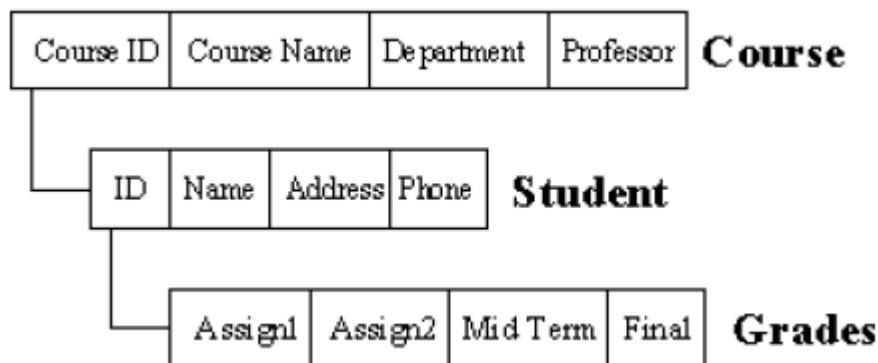 Course ID Course Name Department Professor Course
ID Name Address Phone Student
Assign1 Assign2 Mid Term Final Grades